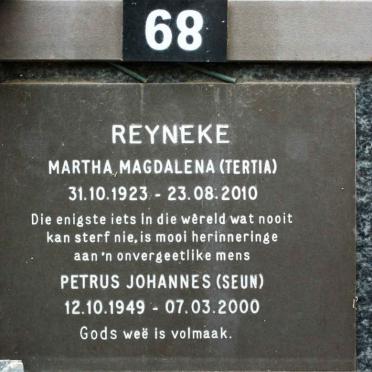 68
REYNEKE
MARTHA MAGDALENA (TERTIA)
31.10.1923 - 23.08.2010
Die enigste iets in die wêreld wat nooit
kan sterf nie, is mooi herinneringe
aan 'n onvergeetlike mens
PETRUS JOHANNES (SEUN)
12.10.1949 - 07.03.2000
Gods weë is volmaak.